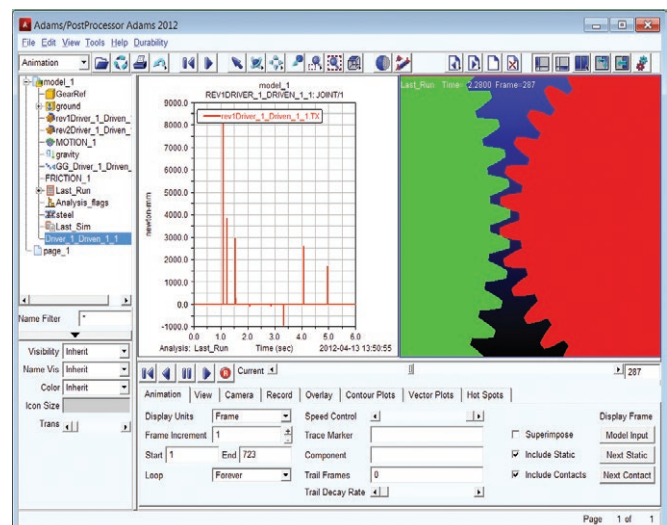 Adams/PostProcessor Adams 2012
File Edit View Tools Help Durability
Animation
model_1
GearRef
ground
rev1Driver_1_Driven_
rev2Driver_1_Driven_
MOTION_1
gravity
GG_Driver_1_Driven_
FRICTION_1
Last_Run
Analysis_flags
steel
Last_Sim
Driver_1_Driven_1_1
page_1
Name Filter *
Visibility Inherit
Name Vis Inherit
Color Inherit
Icon Size
Trans
model_1
REV1DRIVER_1_DRIVEN_1_1: JOINT/1
rev1Driver_1_Driven_1_1:TX
newton-mm
9000.0
8000.0
7000.0
6000.0
5000.0
4000.0
3000.0
2000.0
1000.0
0.0
-1000.0
0.0 1.0 2.0 3.0 4.0 5.0 6.0
Analysis: Last_Run Time (sec) 2012-04-13 13:50:55
Last_Run Time= 2.2800 Frame=287
Current 287
Animation View Camera Record Overlay Contour Plots Vector Plots Hot Spots
Display Units Frame Speed Control Display Frame
Frame Increment 1 Trace Marker Superimpose Model Input
Start 1 End 723 Component Include Static Next Static
Loop Forever Trail Frames 0 Include Contacts Next Contact
Trail Decay Rate
Page 1 of 1